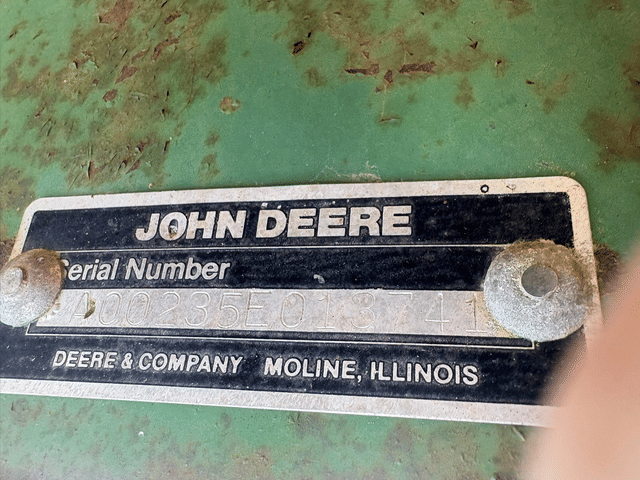 JOHN DEERE
Serial Number
A00235E013741
DEERE & COMPANY MOLINE, ILLINOIS